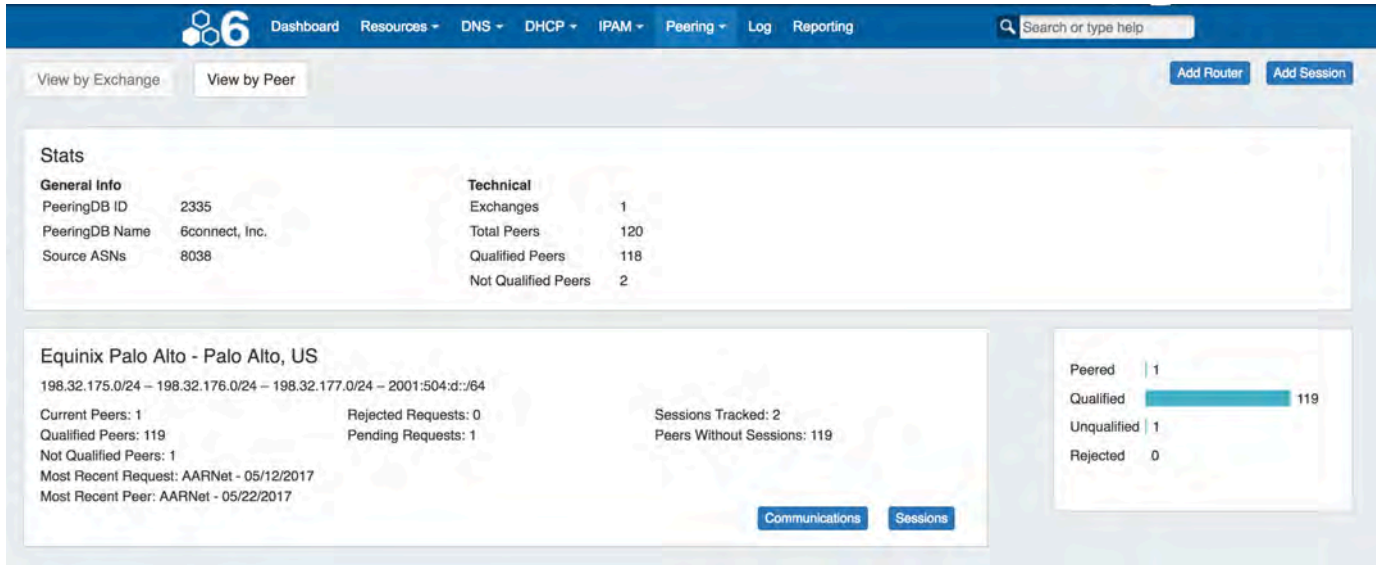 6 Dashboard Resources DNS DHCP IPAM Peering Log Reporting Search or type help
View by Exchange View by Peer Add Router Add Session
Stats
General Info Technical
PeeringDB ID 2335 Exchanges 1
PeeringDB Name 6connect, Inc. Total Peers 120
Source ASNs 8038 Qualified Peers 118
Not Qualified Peers 2
Equinix Palo Alto - Palo Alto, US
198.32.175.0/24 – 198.32.176.0/24 – 198.32.177.0/24 – 2001:504:d::/64
Current Peers: 1 Rejected Requests: 0 Sessions Tracked: 2
Qualified Peers: 119 Pending Requests: 1 Peers Without Sessions: 119
Not Qualified Peers: 1
Most Recent Request: AARNet - 05/12/2017
Most Recent Peer: AARNet - 05/22/2017
Communications Sessions
Peered 1
Qualified 119
Unqualified 1
Rejected 0